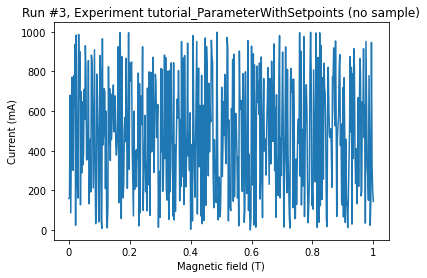 Run #3, Experiment tutorial_ParameterWithSetpoints (no sample)
1000
800
600
400
200
0
Current (mA)
0 0.2 0.4 0.6 0.8 1
Magnetic field (T)